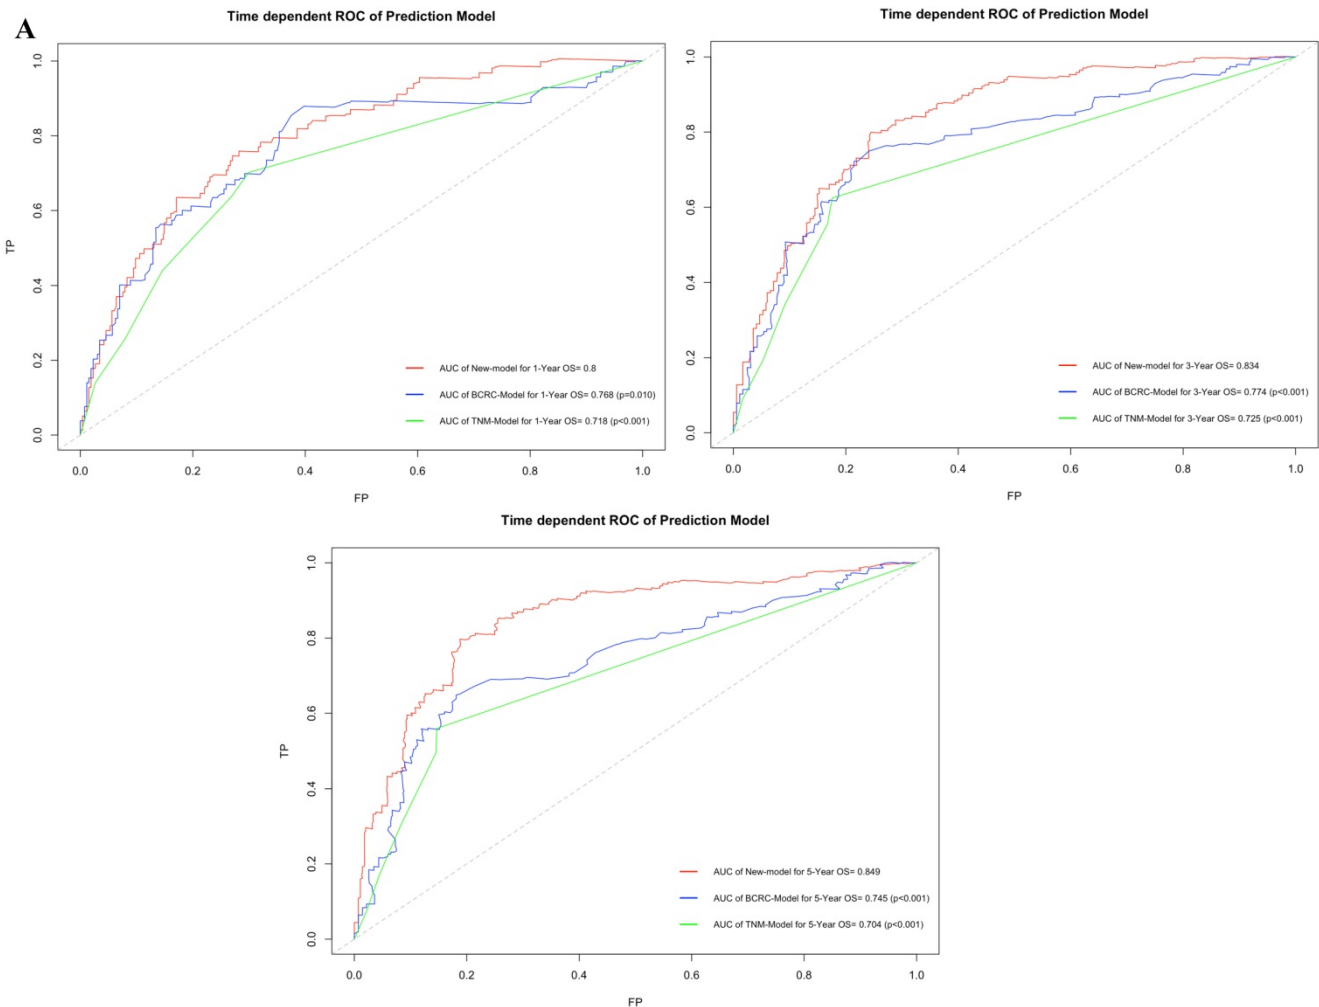 A
Time dependent ROC of Prediction Model
TP
1.0
0.8
0.6
0.4
0.2
0.0
AUC of New-model for 1-Year OS= 0.8
AUC of BCRC-Model for 1-Year OS= 0.768 (p=0.010)
AUC of TNM-Model for 1-Year OS= 0.718 (p<0.001)
0.0 0.2 0.4 0.6 0.8 1.0
FP
Time dependent ROC of Prediction Model
1.0
0.8
0.6
0.4
0.2
0.0
AUC of New-model for 3-Year OS= 0.834
AUC of BCRC-Model for 3-Year OS= 0.774 (p<0.001)
AUC of TNM-Model for 3-Year OS= 0.725 (p<0.001)
0.0 0.2 0.4 0.6 0.8 1.0
FP
Time dependent ROC of Prediction Model
TP
1.0
0.8
0.6
0.4
0.2
0.0
AUC of New-model for 5-Year OS= 0.849
AUC of BCRC-Model for 5-Year OS= 0.745 (p<0.001)
AUC of TNM-Model for 5-Year OS= 0.704 (p<0.001)
0.0 0.2 0.4 0.6 0.8 1.0
FP